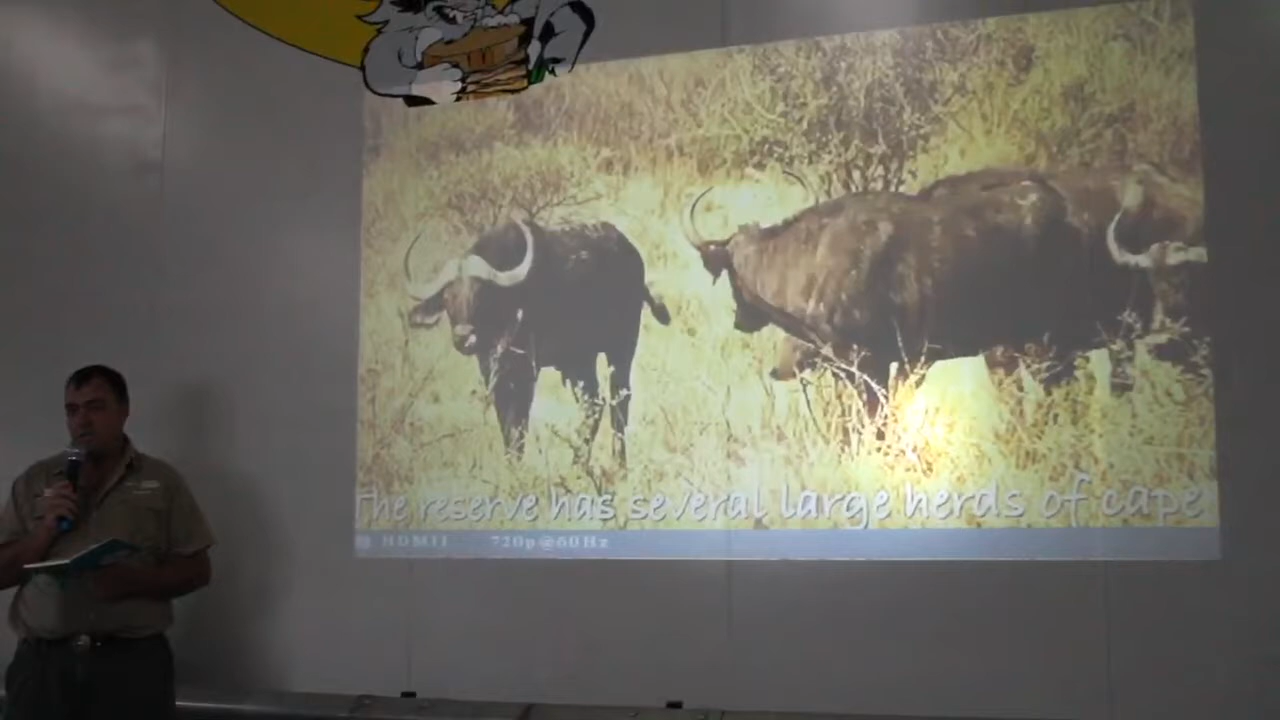 The reserve has several large herds of cape
HDMI1 720p@60Hz